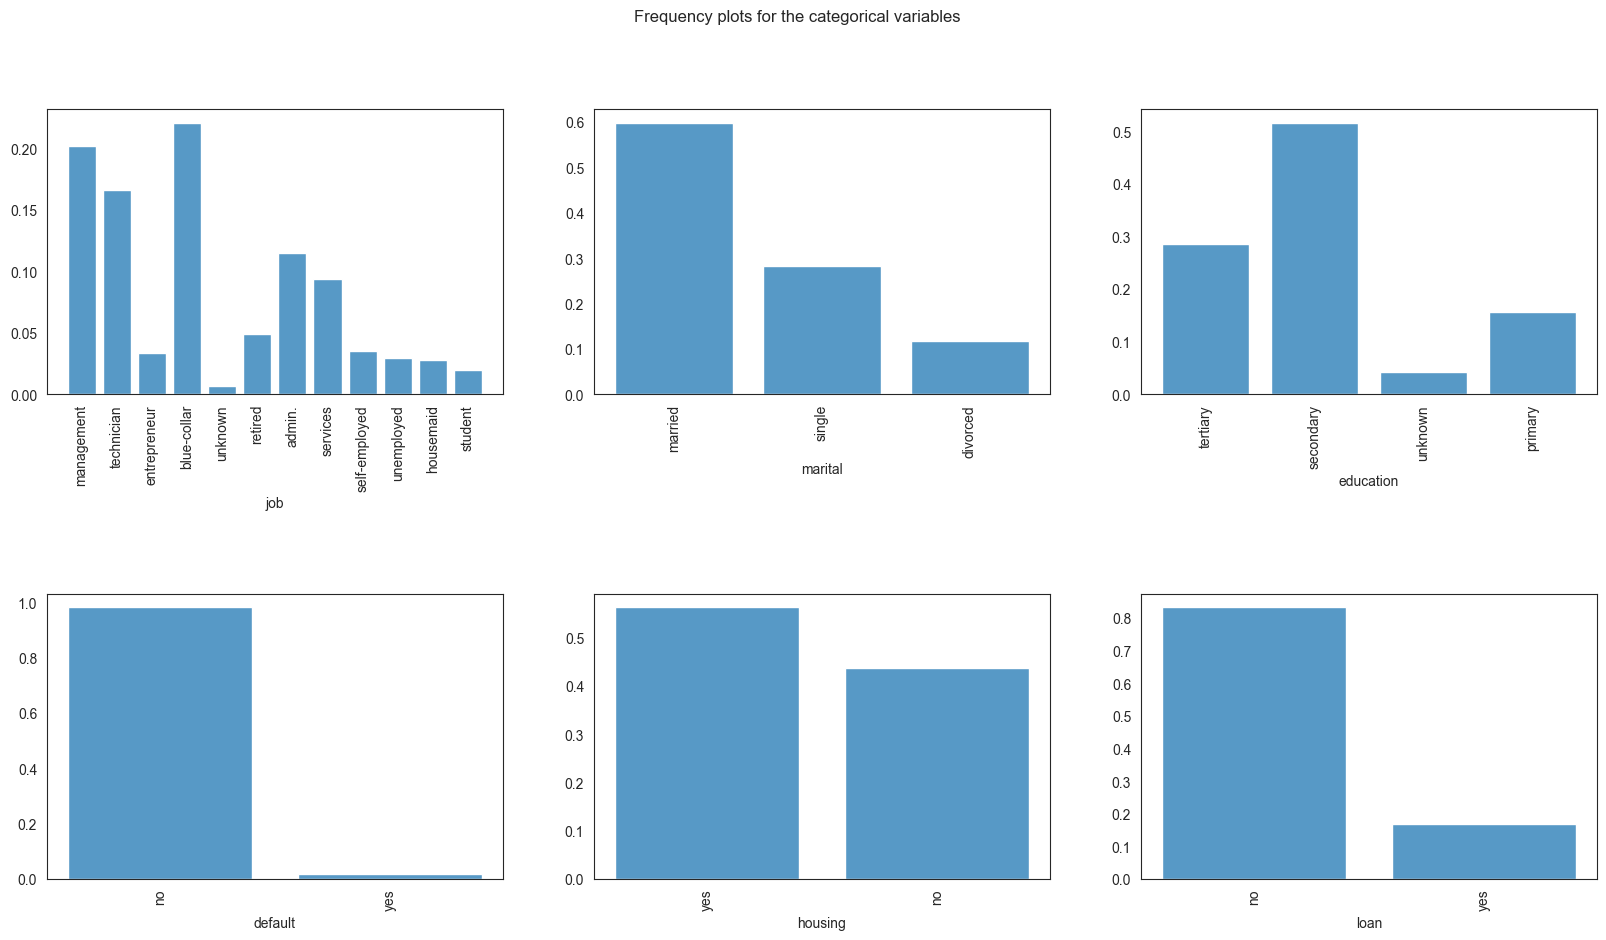 Frequency plots for the categorical variables
0.20
0.15
0.10
0.05
0.00
management
technician
entrepreneur
blue-collar
unknown
retired
admin.
services
self-employed
unemployed
housemaid
student
job
0.6
0.5
0.4
0.3
0.2
0.1
0.0
married
single
divorced
marital
0.5
0.4
0.3
0.2
0.1
0.0
tertiary
secondary
unknown
primary
education
1.0
0.8
0.6
0.4
0.2
0.0
no
yes
default
0.5
0.4
0.3
0.2
0.1
0.0
yes
no
housing
0.8
0.7
0.6
0.5
0.4
0.3
0.2
0.1
0.0
no
yes
loan